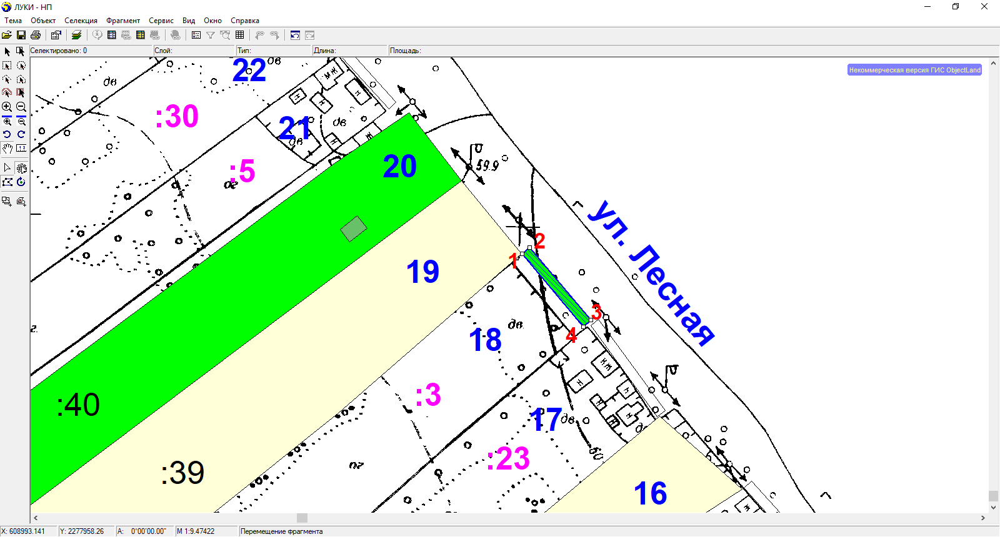 ЛУКИ - НП
Тема Объект Селекция Фрагмент Сервис Вид Окно Справка
Селектировано: 0 Слой: Тип: Длина: Площадь:
Некоммерческая версия ГИС ObjectLand
22
дв
дв
МЖ
:30
Н
Н
Н
21
дв
дв
Н
:5
20
59.9
ул. Лесная
2
1
19
3
дв
18
4
:3
Н
Н
17
дв
:40
:23
:39
16
X: 608993.141 Y: 2277958.26 A: 0°00'00.00" М 1:9.47422 Перемещение фрагмента